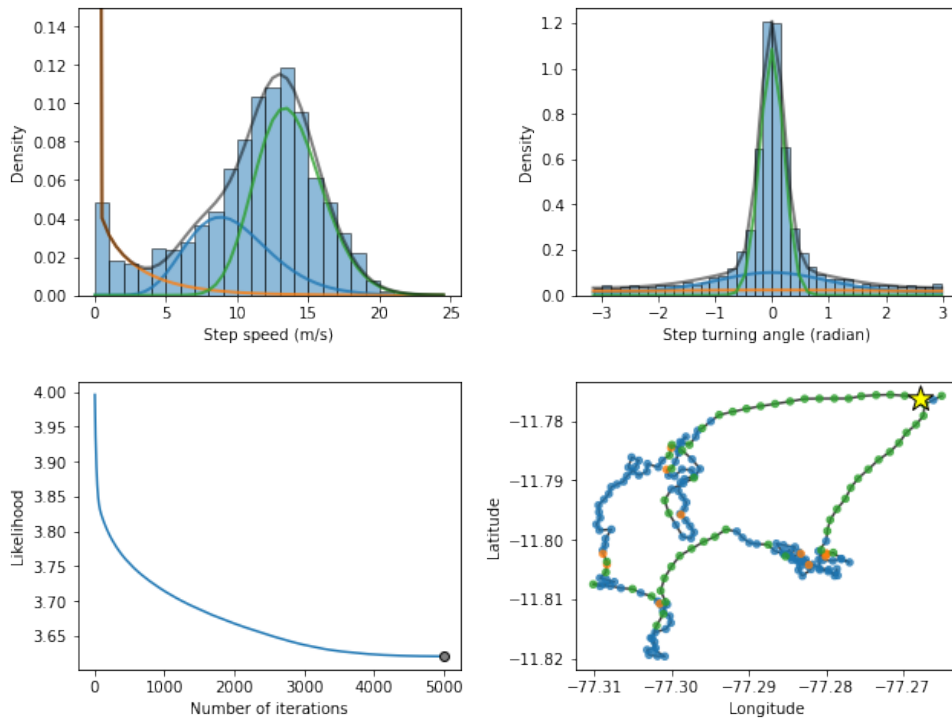 Density
0.14
0.12
0.10
0.08
0.06
0.04
0.02
0.00
0 5 10 15 20 25
Step speed (m/s)
Density
1.2
1.0
0.8
0.6
0.4
0.2
0.0
−3 −2 −1 0 1 2 3
Step turning angle (radian)
Likelihood
4.00
3.95
3.90
3.85
3.80
3.75
3.70
3.65
0 1000 2000 3000 4000 5000
Number of iterations
Latitude
−11.78
−11.79
−11.80
−11.81
−11.82
−77.31 −77.30 −77.29 −77.28 −77.27
Longitude